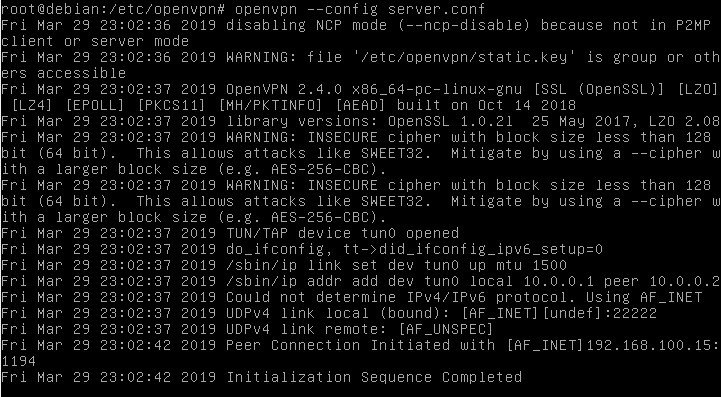 root@debian:/etc/openvpn# openvpn --config server.conf
Fri Mar 29 23:02:36 2019 disabling NCP mode (--ncp-disable) because not in P2MP
client or server mode
Fri Mar 29 23:02:36 2019 WARNING: file '/etc/openvpn/static.key' is group or oth
ers accessible
Fri Mar 29 23:02:37 2019 OpenVPN 2.4.0 x86_64-pc-linux-gnu [SSL (OpenSSL)] [LZO]
 [LZ4] [EPOLL] [PKCS11] [MH/PKTINFO] [AEAD] built on Oct 14 2018
Fri Mar 29 23:02:37 2019 library versions: OpenSSL 1.0.2l  25 May 2017, LZO 2.08
Fri Mar 29 23:02:37 2019 WARNING: INSECURE cipher with block size less than 128
bit (64 bit).  This allows attacks like SWEET32.  Mitigate by using a --cipher w
ith a larger block size (e.g. AES-256-CBC).
Fri Mar 29 23:02:37 2019 WARNING: INSECURE cipher with block size less than 128
bit (64 bit).  This allows attacks like SWEET32.  Mitigate by using a --cipher w
ith a larger block size (e.g. AES-256-CBC).
Fri Mar 29 23:02:37 2019 TUN/TAP device tun0 opened
Fri Mar 29 23:02:37 2019 do_ifconfig, tt->did_ifconfig_ipv6_setup=0
Fri Mar 29 23:02:37 2019 /sbin/ip link set dev tun0 up mtu 1500
Fri Mar 29 23:02:37 2019 /sbin/ip addr add dev tun0 local 10.0.0.1 peer 10.0.0.2
Fri Mar 29 23:02:37 2019 Could not determine IPv4/IPv6 protocol. Using AF_INET
Fri Mar 29 23:02:37 2019 UDPv4 link local (bound): [AF_INET][undef]:22222
Fri Mar 29 23:02:37 2019 UDPv4 link remote: [AF_UNSPEC]
Fri Mar 29 23:02:42 2019 Peer Connection Initiated with [AF_INET]192.168.100.15:
1194
Fri Mar 29 23:02:42 2019 Initialization Sequence Completed